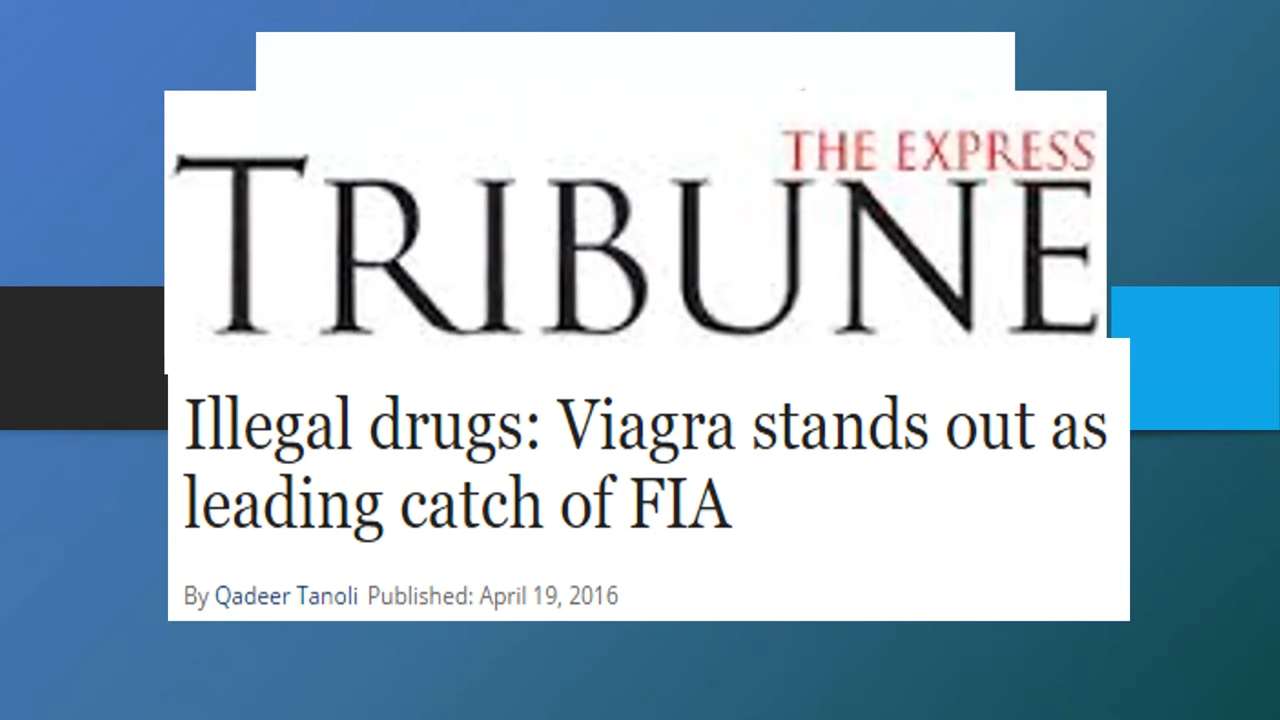 THE EXPRESS
TRIBUNE
Illegal drugs: Viagra stands out as
leading catch of FIA
By Qadeer Tanoli Published: April 19, 2016